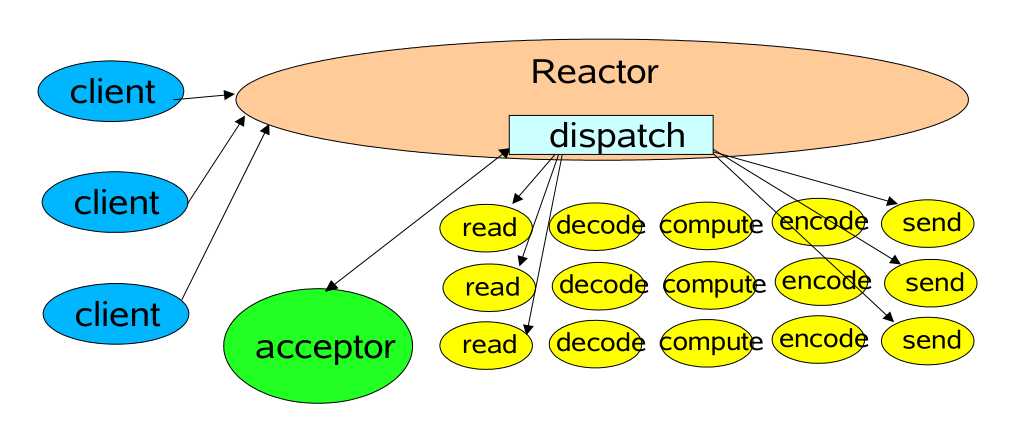 Reactor
client
dispatch
client
client
acceptor
read decode compute encode send
read decode compute encode send
read decode compute encode send